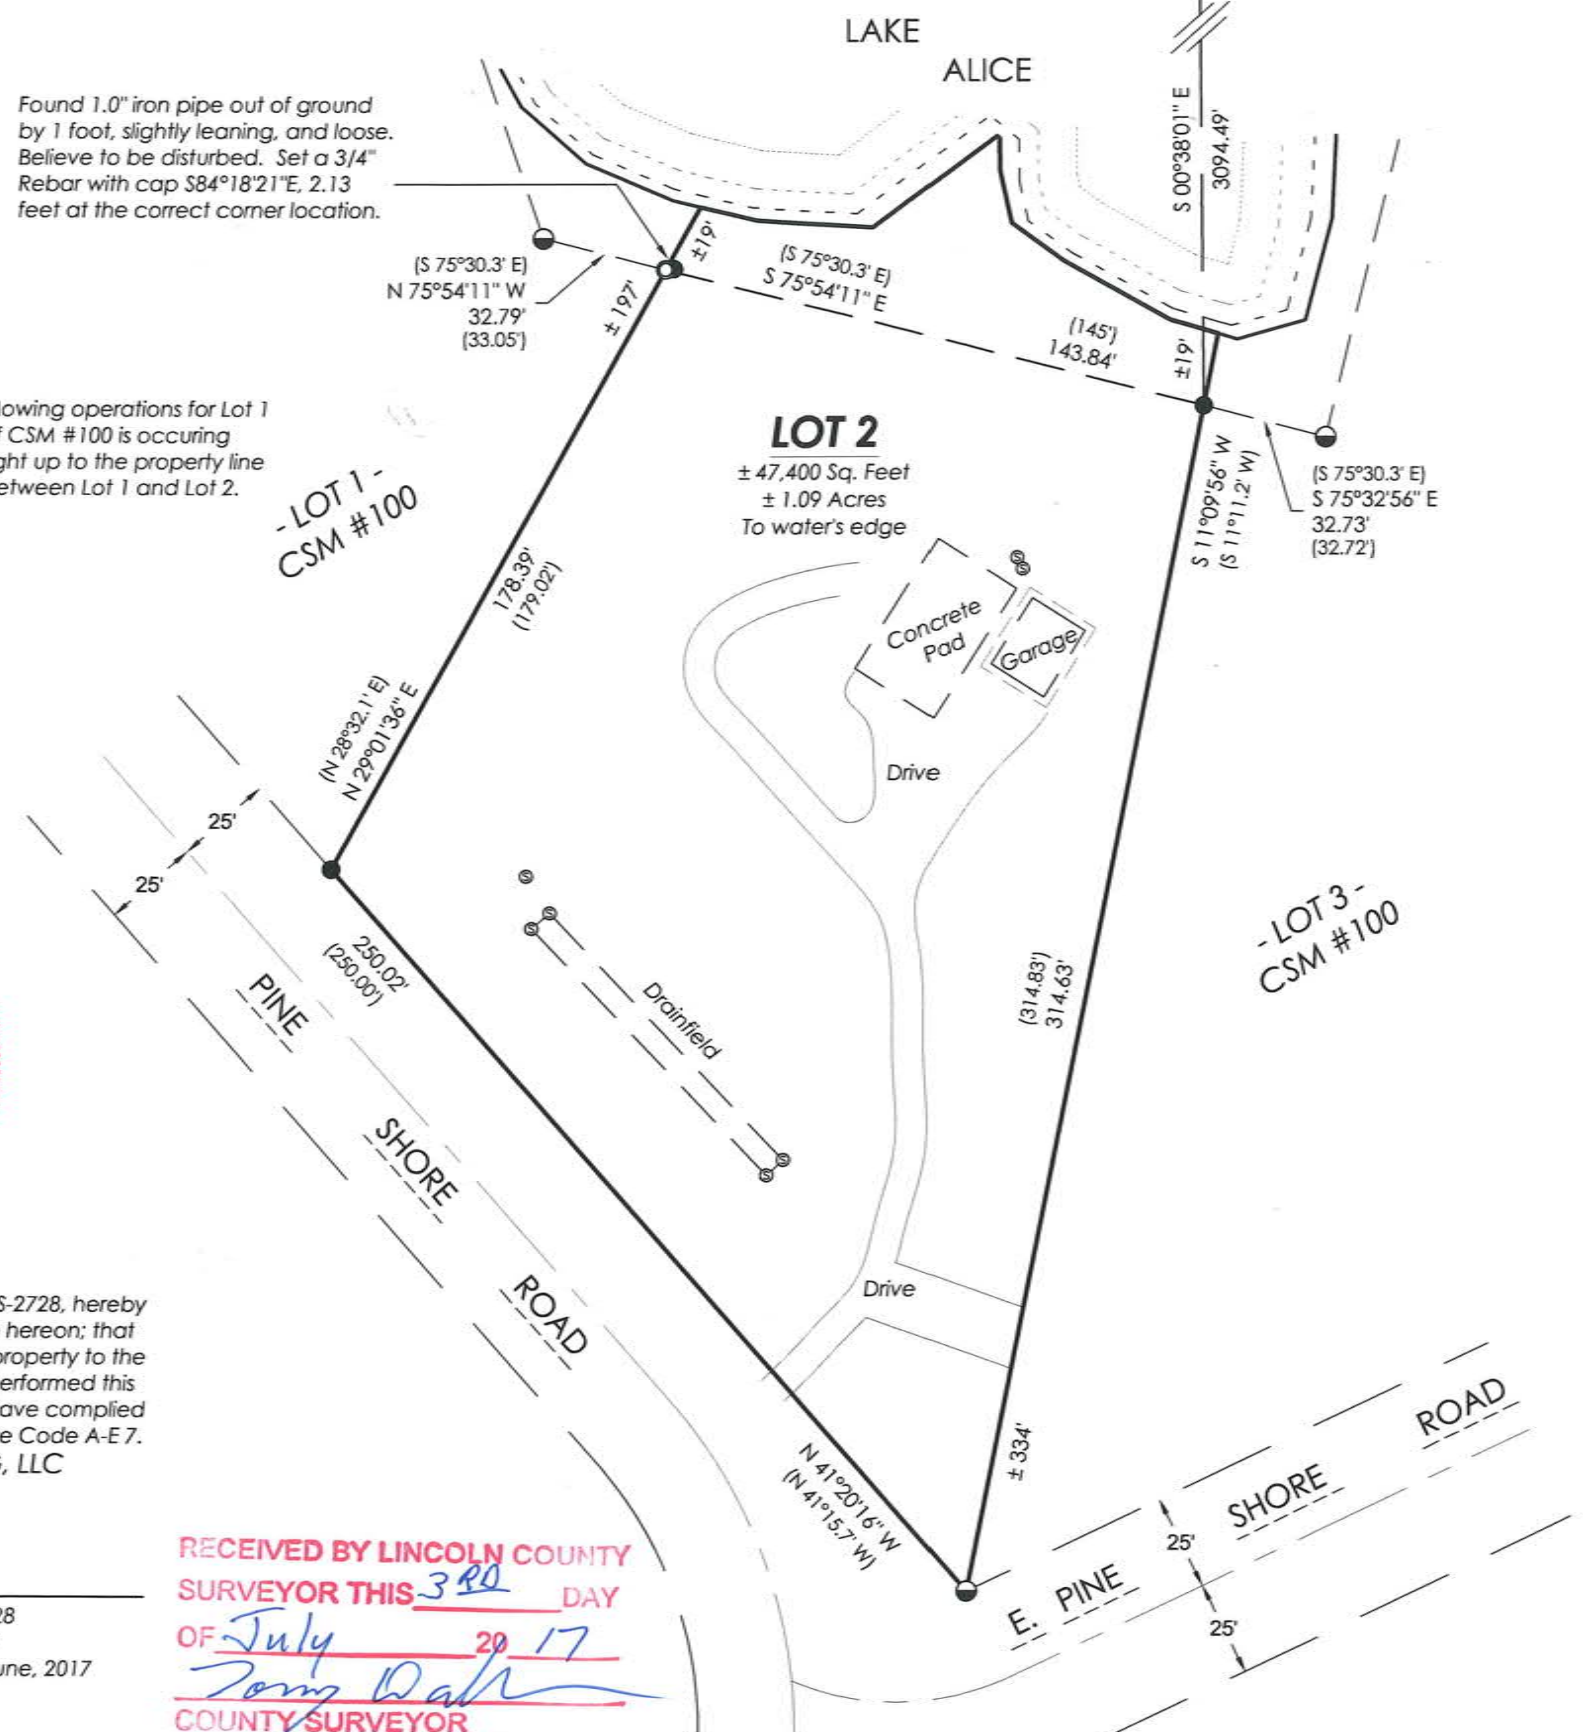 LAKE
ALICE
S 00°38'01" E
3094.49'
Found 1.0" iron pipe out of ground
by 1 foot, slightly leaning, and loose.
Believe to be disturbed. Set a 3/4"
Rebar with cap S84°18'21"E, 2.13
feet at the correct corner location.
±19'
(S 75°30.3' E)
N 75°54'11" W
32.79'
(33.05')
± 197'
(S 75°30.3' E)
S 75°54'11" E
(145')
143.84'
±19'
lowing operations for Lot 1
f CSM #100 is occuring
ght up to the property line
etween Lot 1 and Lot 2.
- LOT 1 -
CSM #100
LOT 2
± 47,400 Sq. Feet
± 1.09 Acres
To water's edge
S 11°09'56" W
(S 11°11.2' W)
(S 75°30.3' E)
S 75°32'56" E
32.73'
(32.72')
178.39'
(179.02')
S
S
Concrete
Pad
Garage
(N 28°32.1' E)
N 29°01'36" E
Drive
25'
25'
S
S
S
250.02'
(250.00')
Drainfield
- LOT 3 -
CSM #100
(314.83')
314.63'
PINE
SHORE
ROAD
S
S
Drive
S-2728, hereby
hereon; that
property to the
erformed this
ave complied
e Code A-E 7.
, LLC
N 41°20'16" W
(N 41°15.7' W)
± 334'
E. PINE
SHORE
ROAD
25'
25'
RECEIVED BY LINCOLN COUNTY
SURVEYOR THIS 3RD DAY
OF July 20 17
COUNTY SURVEYOR
28
une, 2017